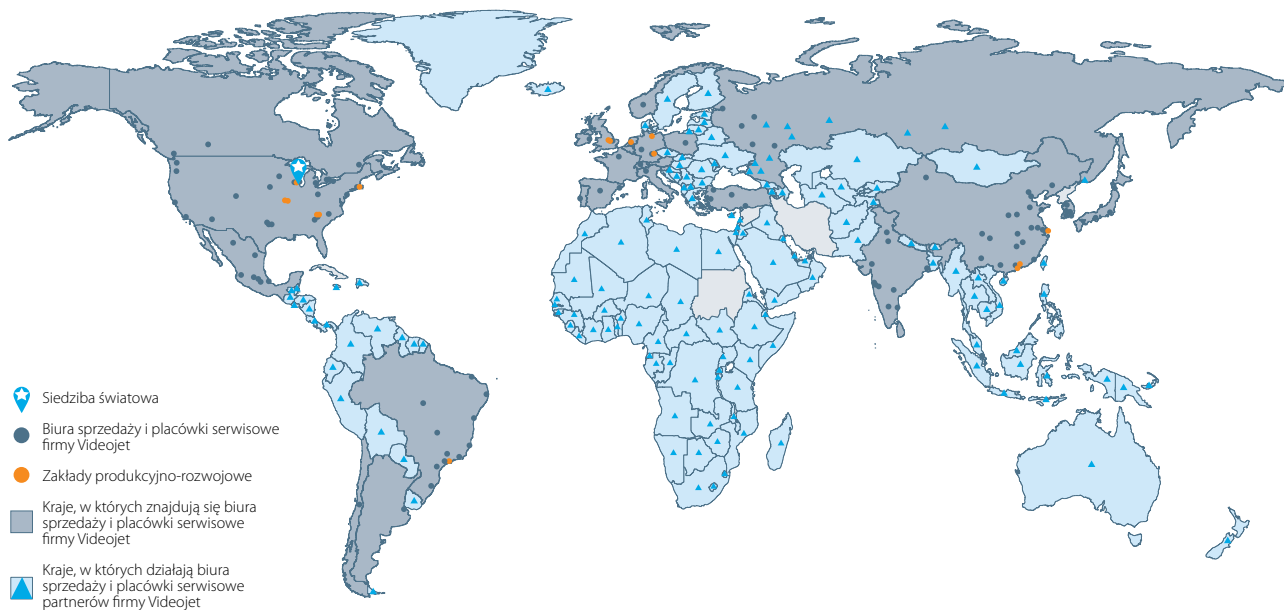 Siedziba światowa
Biura sprzedaży i placówki serwisowe
firmy Videojet
Zakłady produkcyjno-rozwojowe
Kraje, w których znajdują się biura
sprzedaży i placówki serwisowe
firmy Videojet
Kraje, w których działają biura
sprzedaży i placówki serwisowe
partnerów firmy Videojet